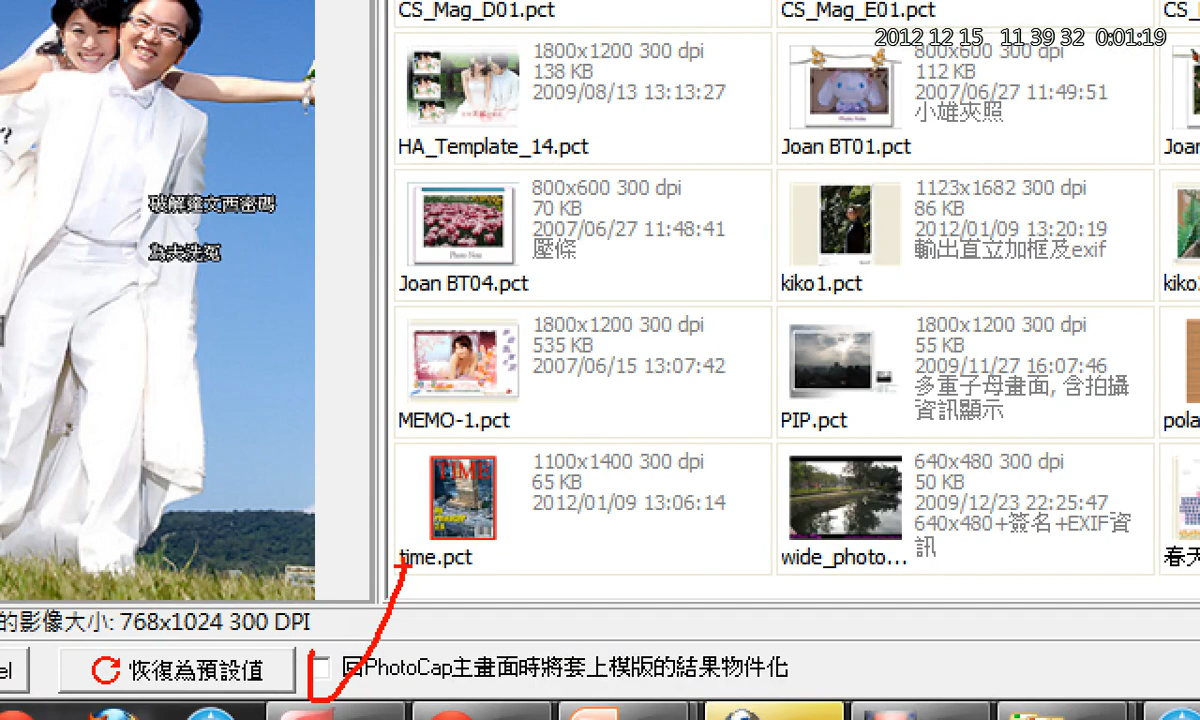 CS_Mag_D01.pct
CS_Mag_E01.pct
CS_
2012 12 15 11 39 32 0:01:19
1800x1200 300 dpi
138 KB
2009/08/13 13:13:27
HA_Template_14.pct
800x600 300 dpi
112 KB
2007/06/27 11:49:51
小雄夾照
Joan BT01.pct
Joan
?
破解達文西密碼
為夫洗冤
800x600 300 dpi
70 KB
2007/06/27 11:48:41
壓條
Joan BT04.pct
1123x1682 300 dpi
86 KB
2012/01/09 13:20:19
輸出直立加框及exif
kiko1.pct
kiko
1800x1200 300 dpi
535 KB
2007/06/15 13:07:42
MEMO-1.pct
1800x1200 300 dpi
55 KB
2009/11/27 16:07:46
多重子母畫面, 含拍攝
資訊顯示
PIP.pct
pola
TIME
1100x1400 300 dpi
65 KB
2012/01/09 13:06:14
time.pct
640x480 300 dpi
50 KB
2009/12/23 22:25:47
640x480+簽名+EXIF資
訊
wide_photo...
春天
的影像大小: 768x1024 300 DPI
el
恢復為預設值
回PhotoCap主畫面時將套上模版的結果物件化